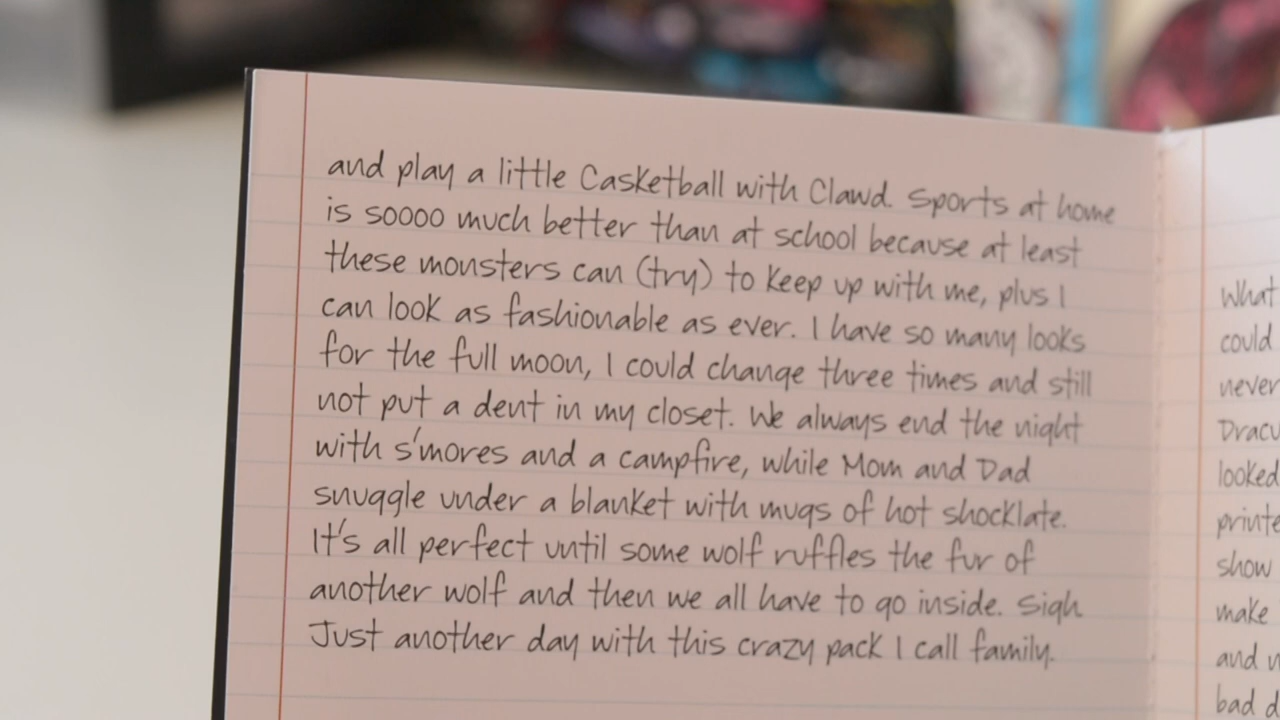 and play a little Casketball with Clawd. Sports at home
is soooo much better than at school because at least
these monsters can (try) to keep up with me, plus I
can look as fashionable as ever. I have so many looks
for the full moon, I could change three times and still
not put a dent in my closet. We always end the night
with s'mores and a campfire, while Mom and Dad
snuggle under a blanket with mugs of hot shocklate.
It's all perfect until some wolf ruffles the fur of
another wolf and then we all have to go inside. Sigh
Just another day with this crazy pack I call family.
What
could
never
looked
show
make
and
bad